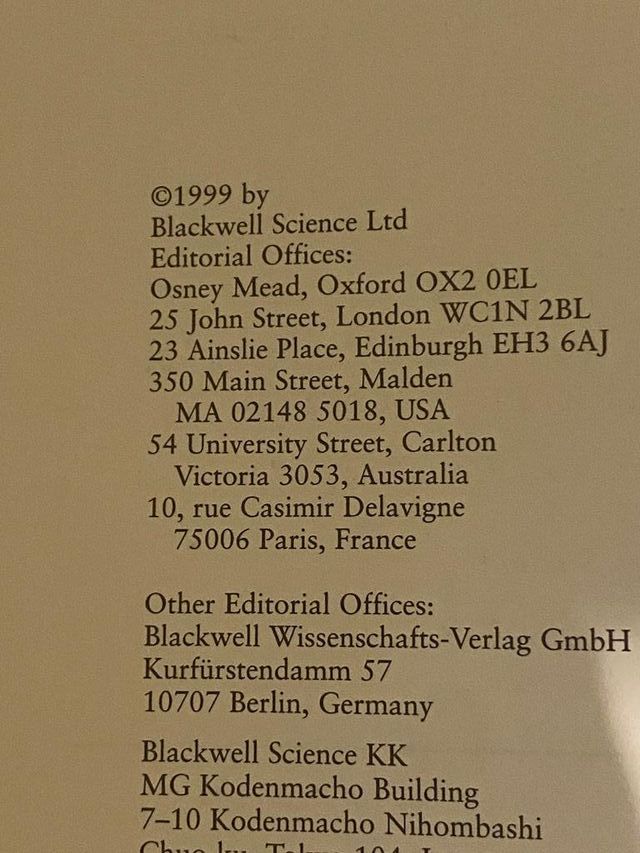 ©1999 by
Blackwell Science Ltd
Editorial Offices:
Osney Mead, Oxford OX2 0EL
25 John Street, London WC1N 2BL
23 Ainslie Place, Edinburgh EH3 6AJ
350 Main Street, Malden
MA 02148 5018, USA
54 University Street, Carlton
Victoria 3053, Australia
10, rue Casimir Delavigne
75006 Paris, France
Other Editorial Offices:
Blackwell Wissenschafts-Verlag GmbH
Kurfürstendamm 57
10707 Berlin, Germany
Blackwell Science KK
MG Kodenmacho Building
7–10 Kodenmacho Nihombashi